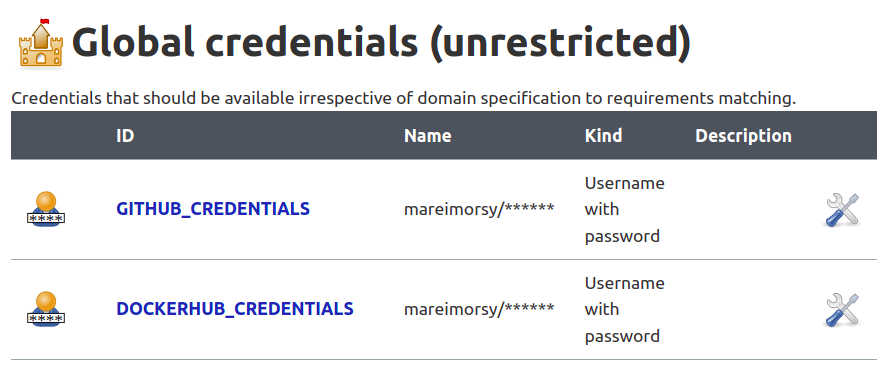 Global credentials (unrestricted)
Credentials that should be available irrespective of domain specification to requirements matching.
ID Name Kind Description
**** GITHUB_CREDENTIALS mareimorsy/****** Username
with
password
**** DOCKERHUB_CREDENTIALS mareimorsy/****** Username
with
password